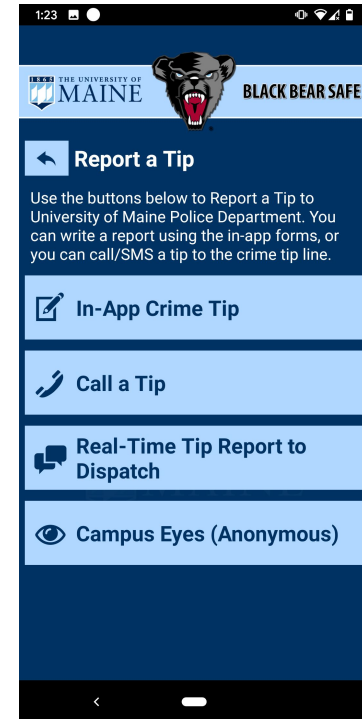 1:23
1865 THE UNIVERSITY OF
MAINE
BLACK BEAR SAFE
Report a Tip
Use the buttons below to Report a Tip to
University of Maine Police Department. You
can write a report using the in-app forms, or
you can call/SMS a tip to the crime tip line.
In-App Crime Tip
Call a Tip
Real-Time Tip Report to
Dispatch
Campus Eyes (Anonymous)